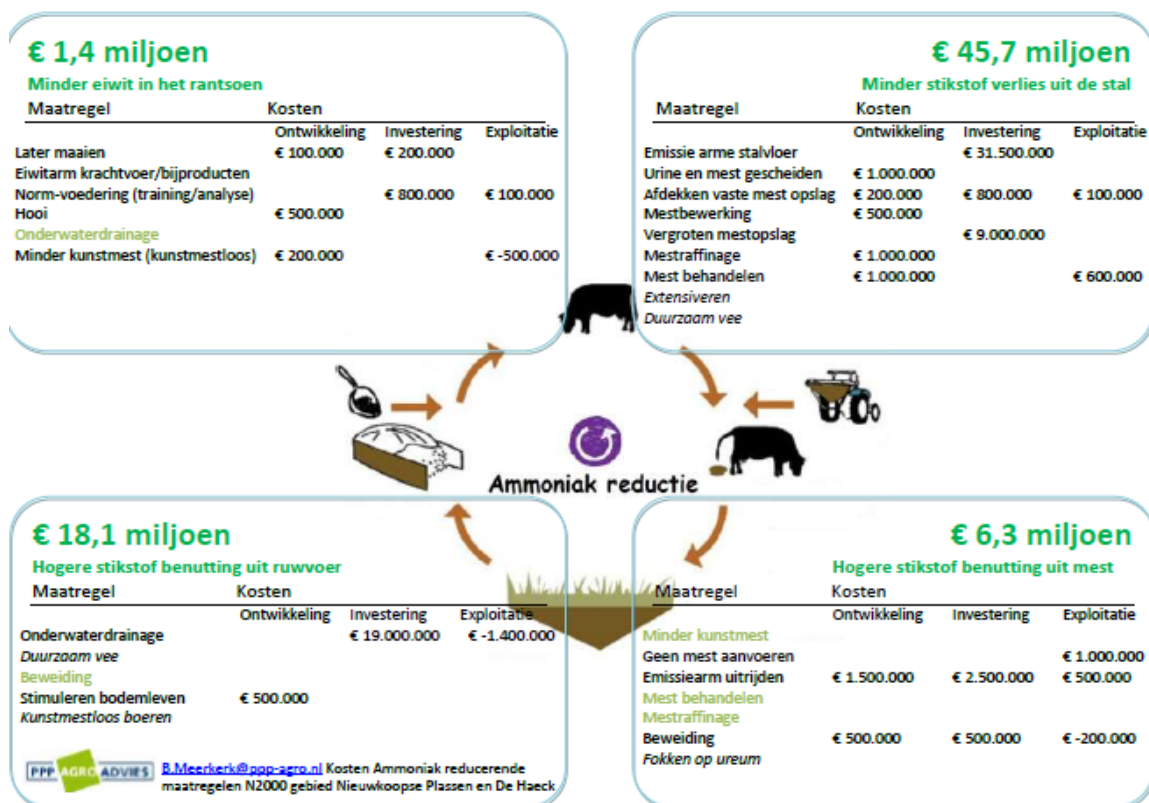 € 1,4 miljoen
Minder eiwit in het rantsoen
Maatregel Kosten
Ontwikkeling Investering Exploitatie
Later maaien € 100.000 € 200.000
Eiwitarm krachtvoer/bijproducten
Norm-voedering (training/analyse) € 800.000 € 100.000
Hooi € 500.000
Onderwaterdrainage
Minder kunstmest (kunstmestloos) € 200.000 € -500.000
€ 45,7 miljoen
Minder stikstof verlies uit de stal
Maatregel Kosten
Ontwikkeling Investering Exploitatie
Emissie arme stalvloer € 31.500.000
Urine en mest gescheiden € 1.000.000
Afdekken vaste mest opslag € 200.000 € 800.000 € 100.000
Mestbewerking € 500.000
Vergroten mestopslag € 9.000.000
Mestraffinage € 1.000.000
Mest behandelen € 1.000.000 € 600.000
Extensiveren
Duurzaam vee
Ammoniak reductie
€ 18,1 miljoen
Hogere stikstof benutting uit ruwvoer
Maatregel Kosten
Ontwikkeling Investering Exploitatie
Onderwaterdrainage € 19.000.000 € -1.400.000
Duurzaam vee
Beweiding
Stimuleren bodemleven € 500.000
Kunstmestloos boeren
PPP AGRO ADVIES
B.Meerkerk@ppp-agro.nl Kosten Ammoniak reducerende
maatregelen N2000 gebied Nieuwkoopse Plassen en De Haeck
€ 6,3 miljoen
Hogere stikstof benutting uit mest
Maatregel Kosten
Ontwikkeling Investering Exploitatie
Minder kunstmest
Geen mest aanvoeren € 1.000.000
Emissiearm uitrijden € 1.500.000 € 2.500.000 € 500.000
Mest behandelen
Mestraffinage
Beweiding € 500.000 € 500.000 € -200.000
Fokken op ureum